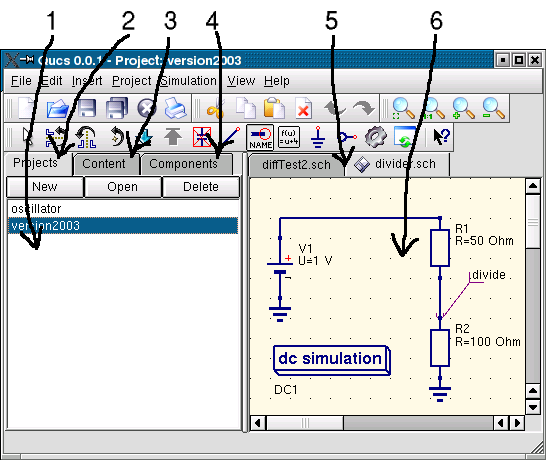 1 2 3 4 5 6
Qucs 0.0.1 - Project: version2003
File Edit Insert Project Simulation View Help
NAME
f(ω)
=u+4
?
Projects Content Components
diffTest2.sch divider.sch
New Open Delete
oscillator
version2003
V1
U=1 V
+
R1
R=50 Ohm
divide
R2
R=100 Ohm
dc simulation
DC1